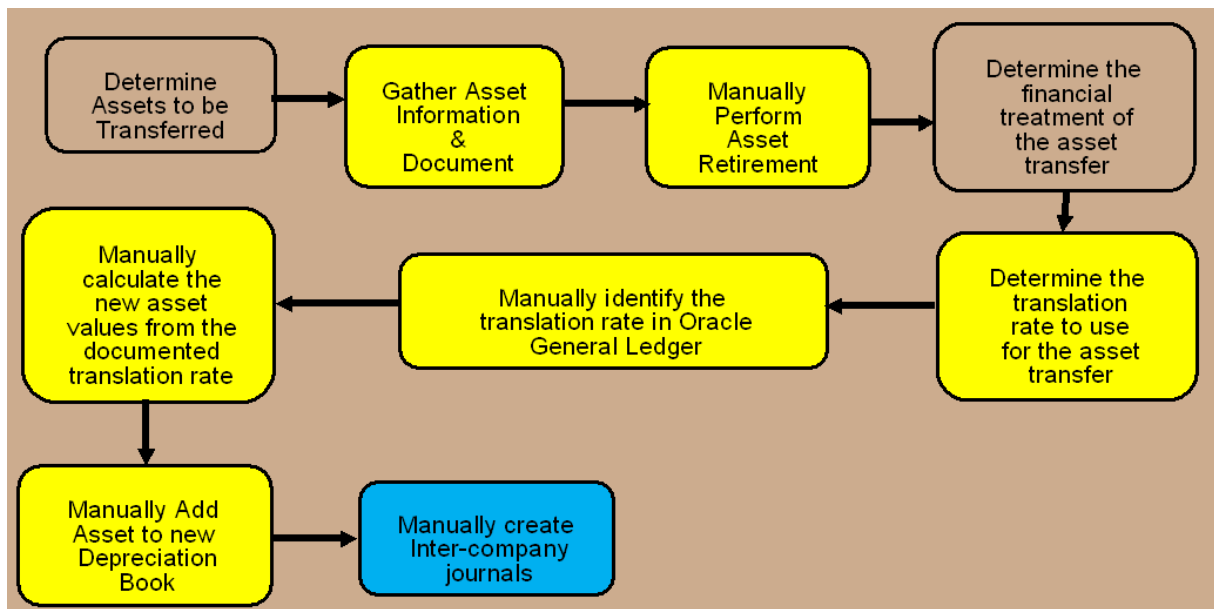 Determine
Assets to be
Transferred
Gather Asset
Information
&
Document
Manually
Perform
Asset
Retirement
Determine the
financial
treatment of
the asset
transfer
Determine the
translation
rate to use
for the asset
transfer
Manually identify the
translation rate in Oracle
General Ledger
Manually
calculate the
new asset
values from the
documented
translation rate
Manually Add
Asset to new
Depreciation
Book
Manually create
Inter-company
journals